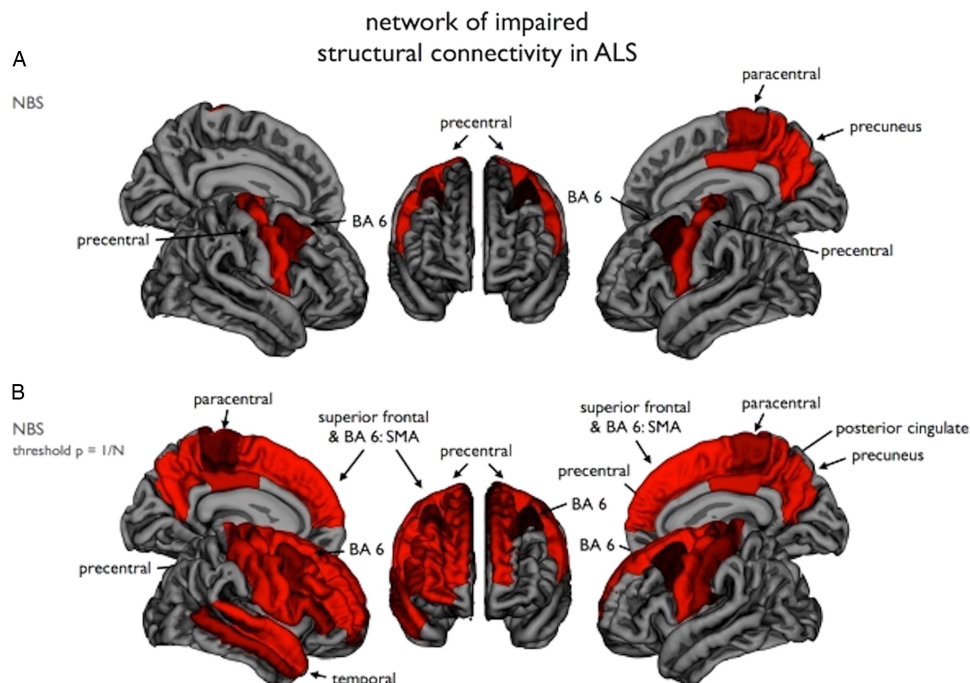 network of impaired
structural connectivity in ALS
A
NBS
paracentral
precentral
precuneus
BA 6
BA 6
precentral
precentral
B
NBS
threshold p = 1/N
paracentral
superior frontal
& BA 6: SMA
precentral
superior frontal
& BA 6: SMA
paracentral
posterior cingulate
precuneus
precentral
BA 6
BA 6
BA 6
precentral
temporal